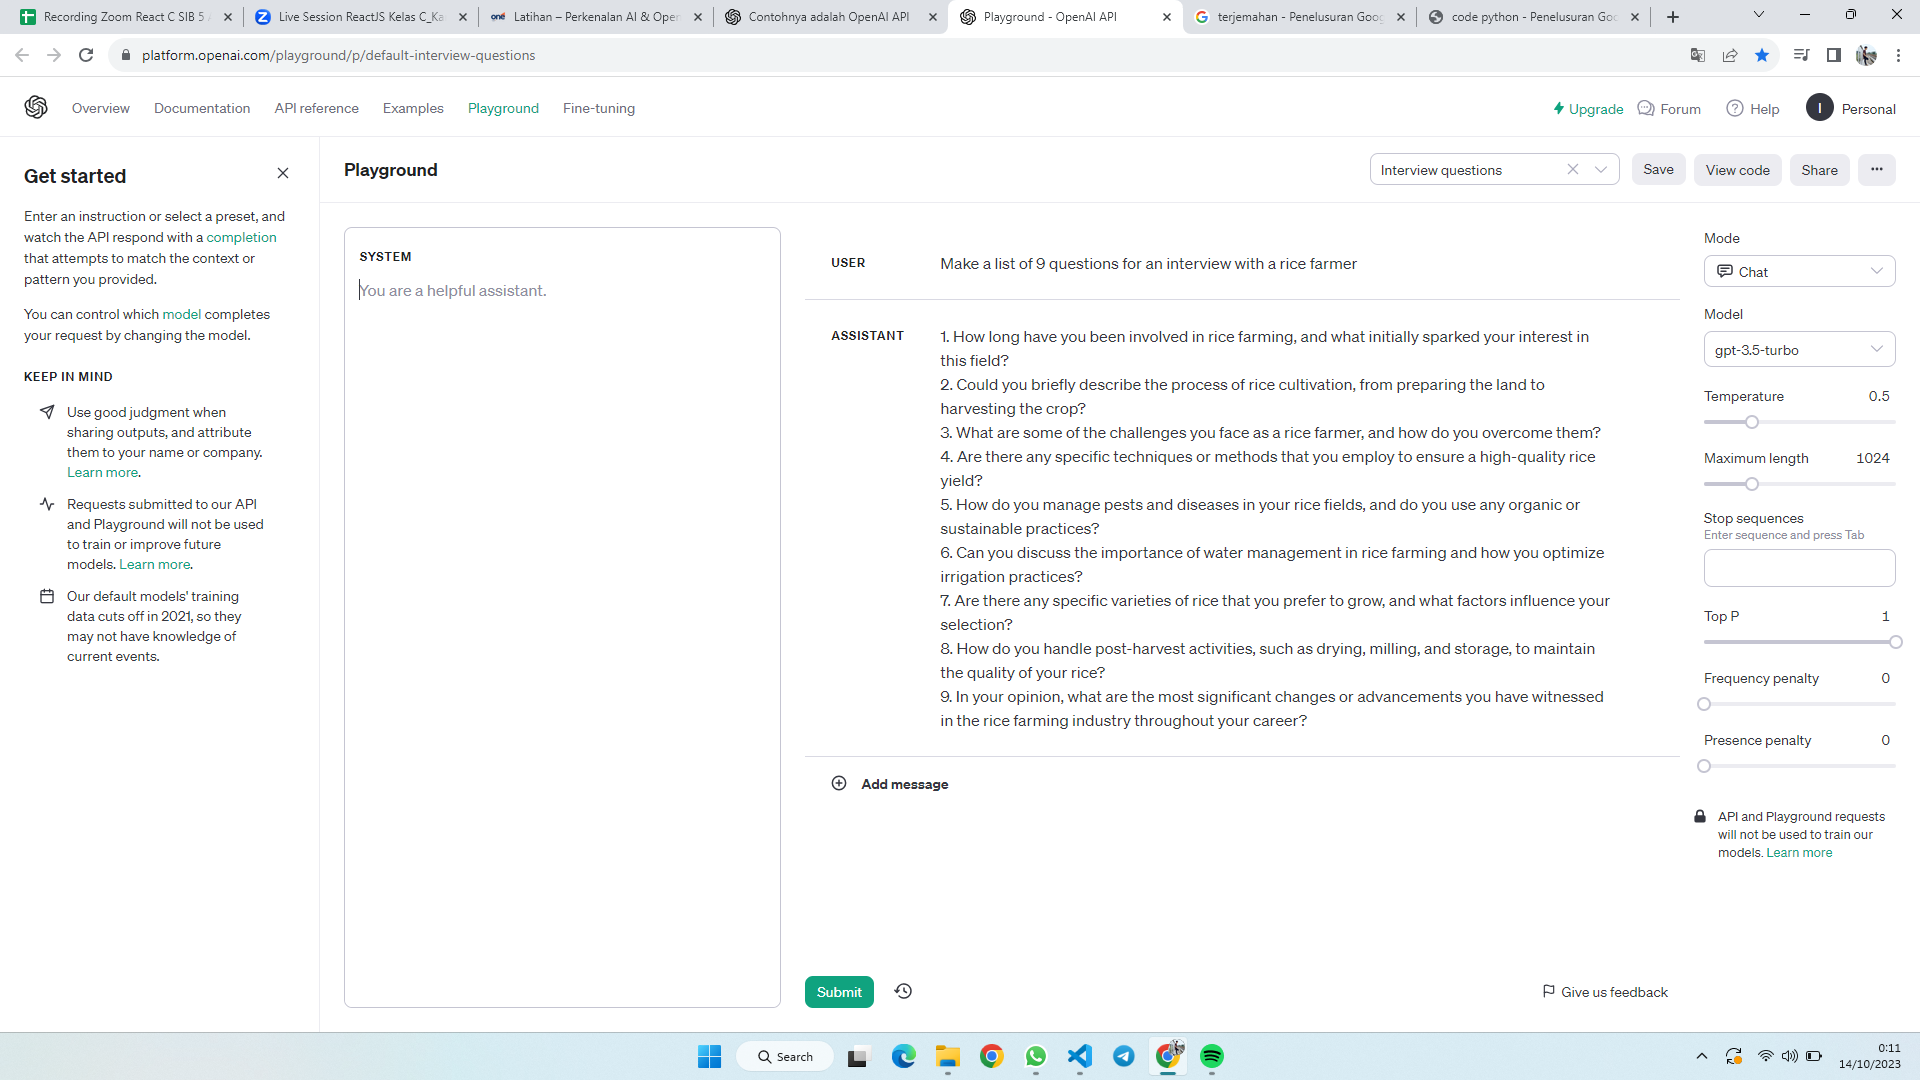 Recording Zoom React C SIB 5
Live Session ReactJS Kelas C_Ka
one Latihan – Perkenalan AI & Oper
Contohnya adalah OpenAI API
Playground - OpenAI API
terjemahan - Penelusuran Goog
code python - Penelusuran Goo
platform.openai.com/playground/p/default-interview-questions
Overview
Documentation
API reference
Examples
Playground
Fine-tuning
Upgrade
Forum
Help
I
Personal
Get started
Enter an instruction or select a preset, and
watch the API respond with a completion
that attempts to match the context or
pattern you provided.
You can control which model completes
your request by changing the model.
KEEP IN MIND
Use good judgment when
sharing outputs, and attribute
them to your name or company.
Learn more.
Requests submitted to our API
and Playground will not be used
to train or improve future
models. Learn more.
Our default models' training
data cuts off in 2021, so they
may not have knowledge of
current events.
Playground
Interview questions
Save
View code
Share
...
SYSTEM
You are a helpful assistant.
USER
Make a list of 9 questions for an interview with a rice farmer
ASSISTANT
1. How long have you been involved in rice farming, and what initially sparked your interest in
this field?
2. Could you briefly describe the process of rice cultivation, from preparing the land to
harvesting the crop?
3. What are some of the challenges you face as a rice farmer, and how do you overcome them?
4. Are there any specific techniques or methods that you employ to ensure a high-quality rice
yield?
5. How do you manage pests and diseases in your rice fields, and do you use any organic or
sustainable practices?
6. Can you discuss the importance of water management in rice farming and how you optimize
irrigation practices?
7. Are there any specific varieties of rice that you prefer to grow, and what factors influence your
selection?
8. How do you handle post-harvest activities, such as drying, milling, and storage, to maintain
the quality of your rice?
9. In your opinion, what are the most significant changes or advancements you have witnessed
in the rice farming industry throughout your career?
Add message
Submit
Give us feedback
Mode
Chat
Model
gpt-3.5-turbo
Temperature 0.5
Maximum length 1024
Stop sequences
Enter sequence and press Tab
Top P 1
Frequency penalty 0
Presence penalty 0
API and Playground requests
will not be used to train our
models. Learn more
Search
0:11
14/10/2023